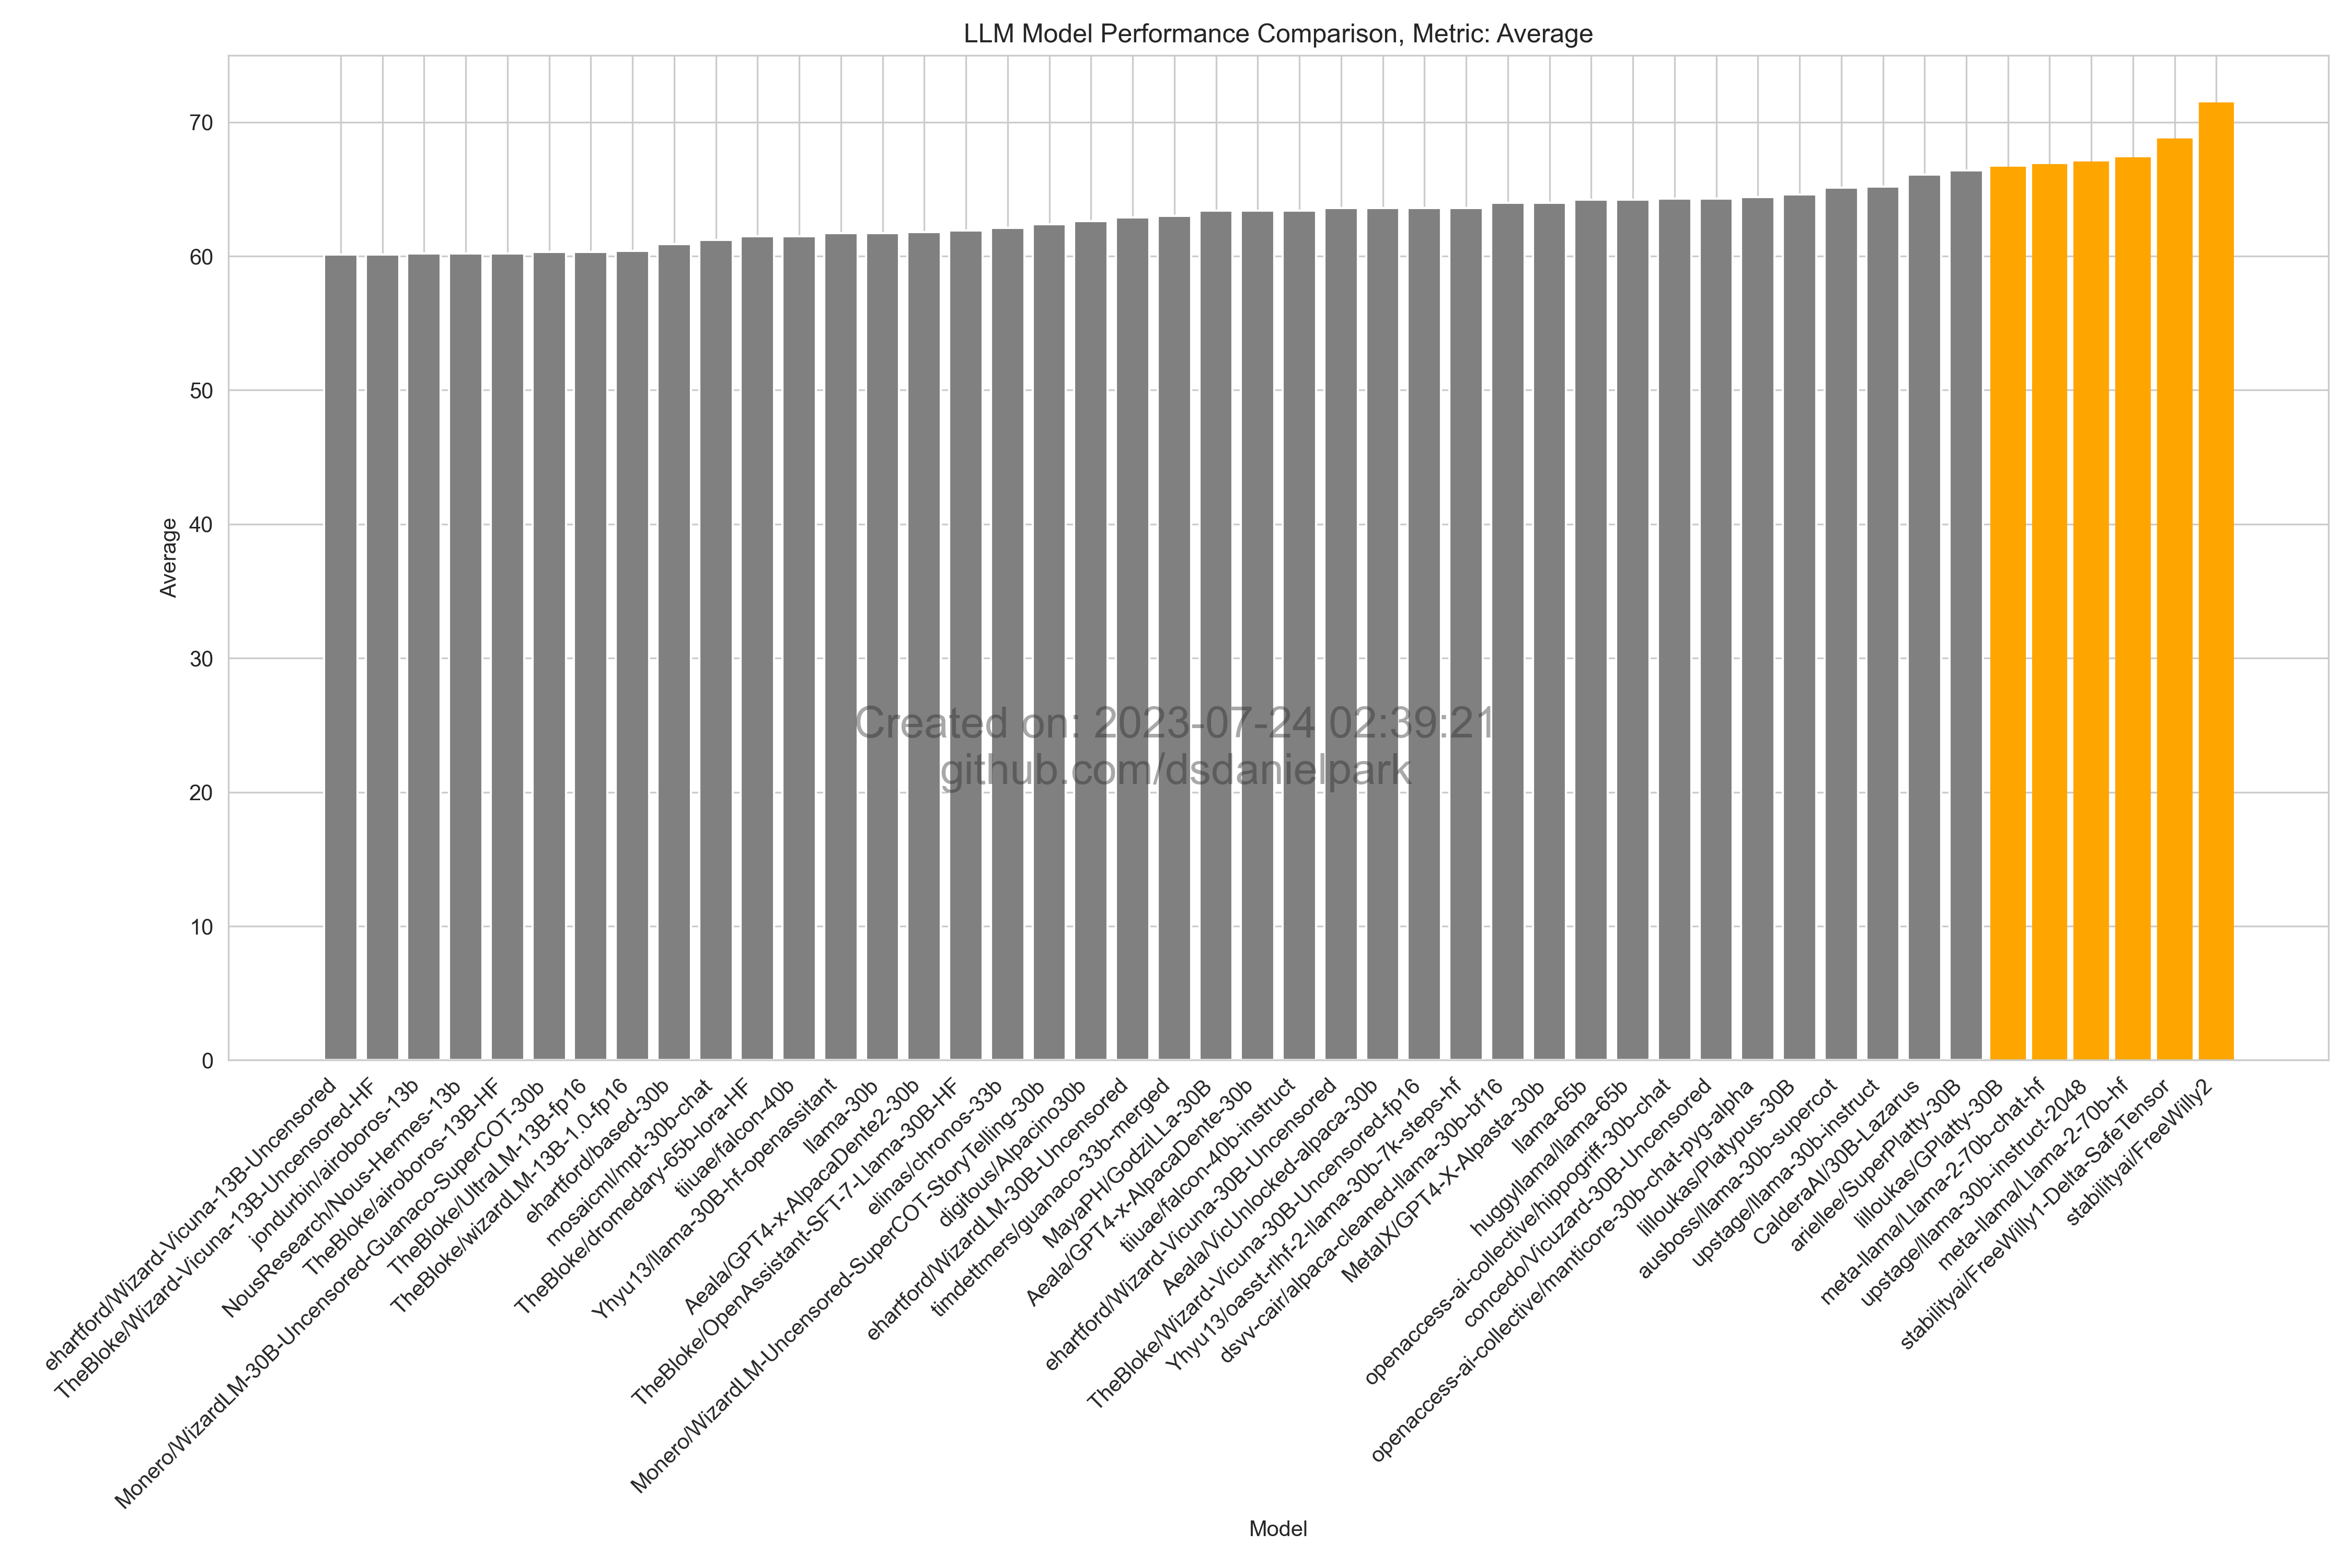 LLM Model Performance Comparison, Metric: Average
70
60
50
40
30
20
10
0
Average
Created on: 2023-07-24 02:39:21
github.com/dsdanielpark
ehartford/Wizard-Vicuna-13B-Uncensored
TheBloke/Wizard-Vicuna-13B-Uncensored-HF
jondurbin/airoboros-13b
NousResearch/Nous-Hermes-13b
TheBloke/airoboros-13B-HF
Monero/WizardLM-30B-Uncensored-Guanaco-SuperCOT-30b
TheBloke/UltraLM-13B-fp16
TheBloke/wizardLM-13B-1.0-fp16
ehartford/based-30b
mosaicml/mpt-30b-chat
TheBloke/dromedary-65b-lora-HF
tiiuae/falcon-40b
Yhyu13/llama-30B-hf-openassitant
llama-30b
Aeala/GPT4-x-AlpacaDente2-30b
TheBloke/OpenAssistant-SFT-7-Llama-30B-HF
elinas/chronos-33b
Monero/WizardLM-Uncensored-SuperCOT-StoryTelling-30b
digitous/Alpacino30b
ehartford/WizardLM-30B-Uncensored
timdettmers/guanaco-33b-merged
MayaPH/GodziLLa-30B
Aeala/GPT4-x-AlpacaDente-30b
tiiuae/falcon-40b-instruct
ehartford/Wizard-Vicuna-30B-Uncensored
Aeala/VicUnlocked-alpaca-30b
TheBloke/Wizard-Vicuna-30B-Uncensored-fp16
Yhyu13/oasst-rlhf-2-llama-30b-7k-steps-hf
dsvv-cair/alpaca-cleaned-llama-30b-bf16
MetaIX/GPT4-X-Alpasta-30b
llama-65b
huggyllama/llama-65b
openaccess-ai-collective/hippogriff-30b-chat
concedo/Vicuzard-30B-Uncensored
openaccess-ai-collective/manticore-30b-chat-pyg-alpha
lilloukas/Platypus-30B
ausboss/llama-30b-supercot
upstage/llama-30b-instruct
CalderaAI/30B-Lazarus
ariellee/SuperPlatty-30B
lilloukas/GPlatty-30B
meta-llama/Llama-2-70b-chat-hf
upstage/llama-30b-instruct-2048
meta-llama/Llama-2-70b-hf
stabilityai/FreeWilly1-Delta-SafeTensor
stabilityai/FreeWilly2
Model